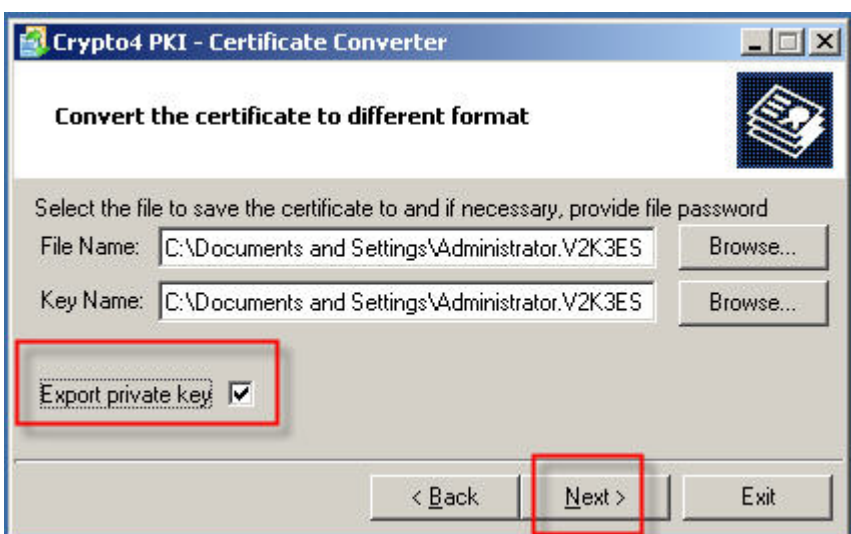 Crypto4 PKI - Certificate Converter
Convert the certificate to different format
Select the file to save the certificate to and if necessary, provide file password
File Name: C:\Documents and Settings\Administrator.V2K3ES Browse...
Key Name: C:\Documents and Settings\Administrator.V2K3ES Browse...
Export private key
< Back Next > Exit